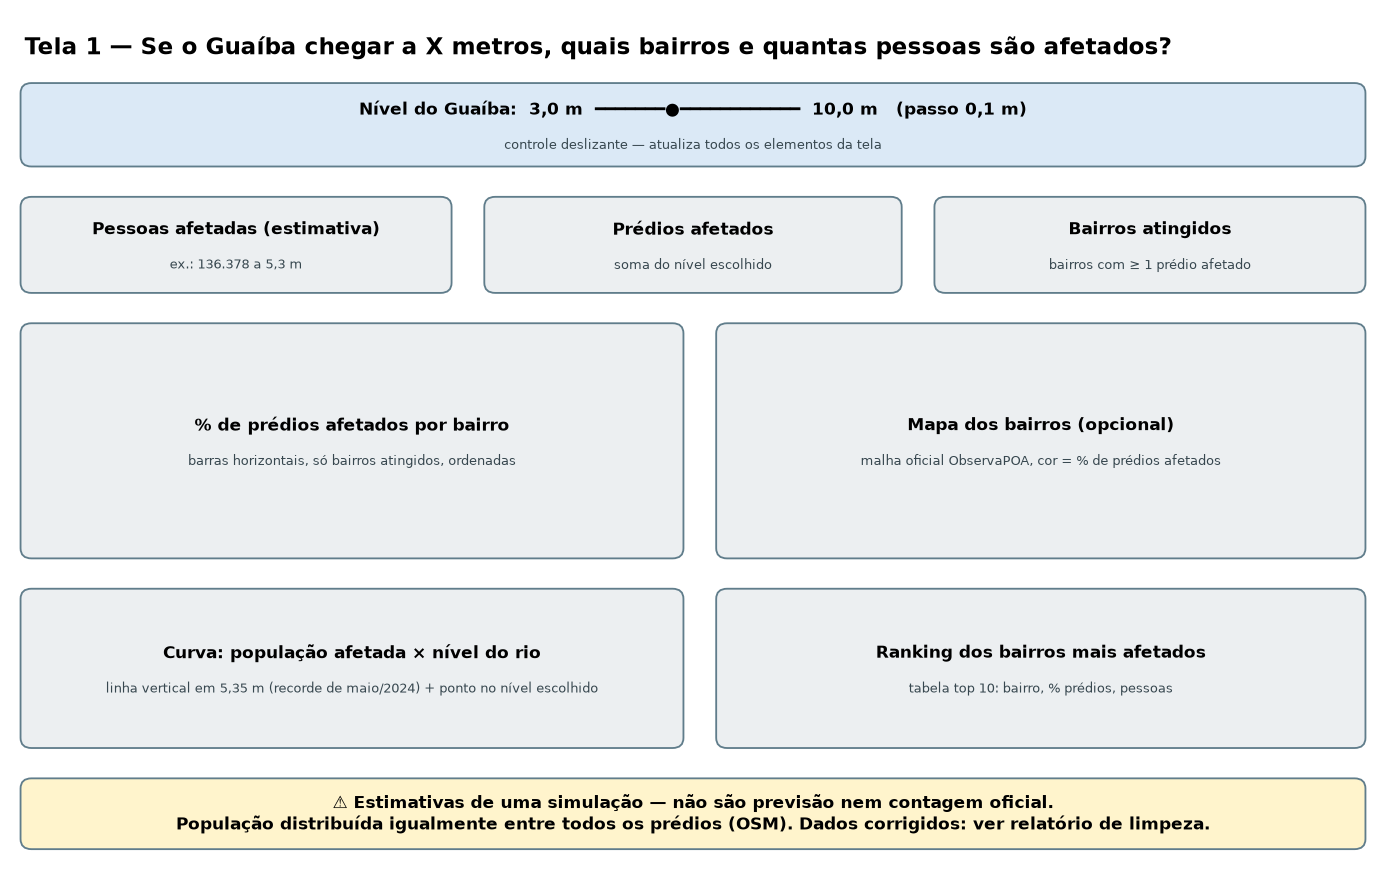 Tela 1 — Se o Guaíba chegar a X metros, quais bairros e quantas pessoas são afetados?
Nível do Guaíba: 3,0 m 10,0 m (passo 0,1 m)
controle deslizante — atualiza todos os elementos da tela
Pessoas afetadas (estimativa)
ex.: 136.378 a 5,3 m
Prédios afetados
soma do nível escolhido
Bairros atingidos
bairros com ≥ 1 prédio afetado
% de prédios afetados por bairro
barras horizontais, só bairros atingidos, ordenadas
Mapa dos bairros (opcional)
malha oficial ObservaPOA, cor = % de prédios afetados
Curva: população afetada × nível do rio
linha vertical em 5,35 m (recorde de maio/2024) + ponto no nível escolhido
Ranking dos bairros mais afetados
tabela top 10: bairro, % prédios, pessoas
⚠ Estimativas de uma simulação — não são previsão nem contagem oficial.
População distribuída igualmente entre todos os prédios (OSM). Dados corrigidos: ver relatório de limpeza.